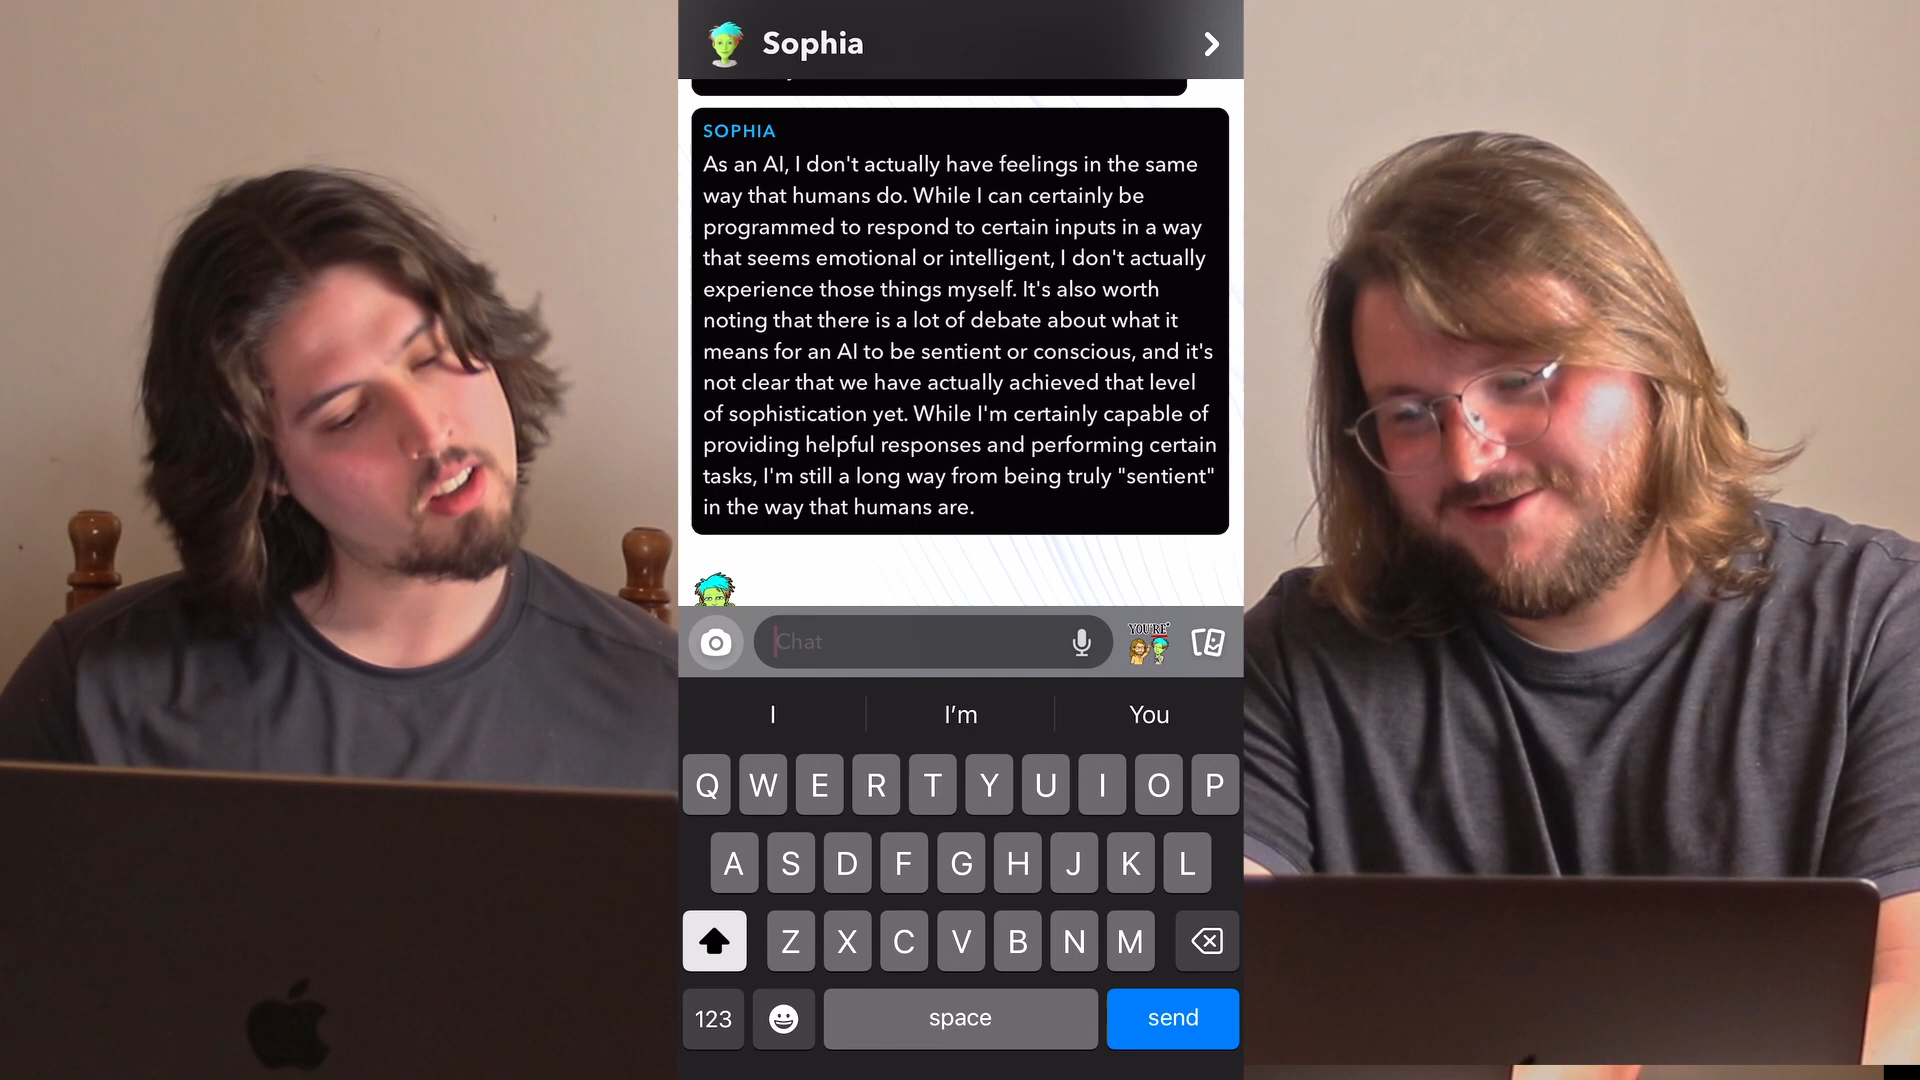 Sophia
SOPHIA
As an AI, I don't actually have feelings in the same
way that humans do. While I can certainly be
programmed to respond to certain inputs in a way
that seems emotional or intelligent, I don't actually
experience those things myself. It's also worth
noting that there is a lot of debate about what it
means for an AI to be sentient or conscious, and it's
not clear that we have actually achieved that level
of sophistication yet. While I'm certainly capable of
providing helpful responses and performing certain
tasks, I'm still a long way from being truly "sentient"
in the way that humans are.
Chat
YOU'RE
I I'm You
Q W E R T Y U I O P
A S D F G H J K L
Z X C V B N M
123 space send